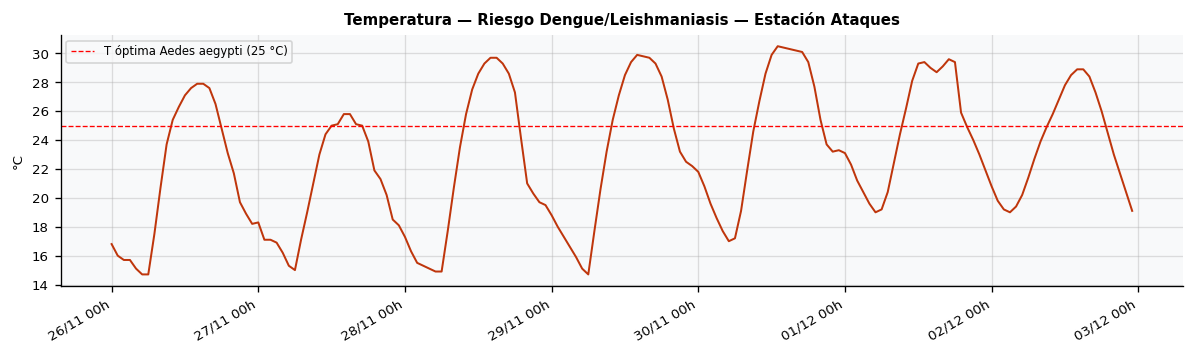 Temperatura — Riesgo Dengue/Leishmaniasis — Estación Ataques
T óptima Aedes aegypti (25 °C)
°C
30
28
26
24
22
20
18
16
14
26/11 00h
27/11 00h
28/11 00h
29/11 00h
30/11 00h
01/12 00h
02/12 00h
03/12 00h